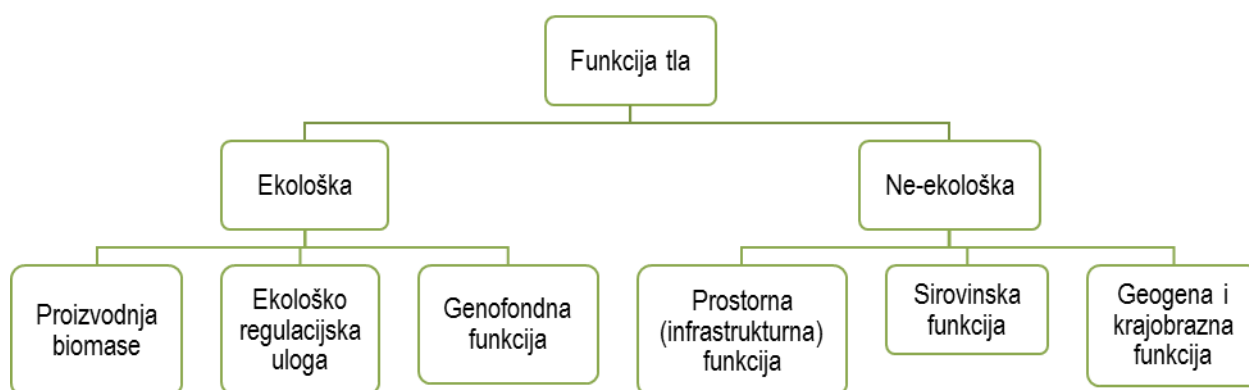 Funkcija tla
Ekološka
Ne-ekološka
Proizvodnja
biomase
Ekološko
regulacijska
uloga
Genofondna
funkcija
Prostorna
(infrastrukturna)
funkcija
Sirovinska
funkcija
Geogena i
krajobrazna
funkcija